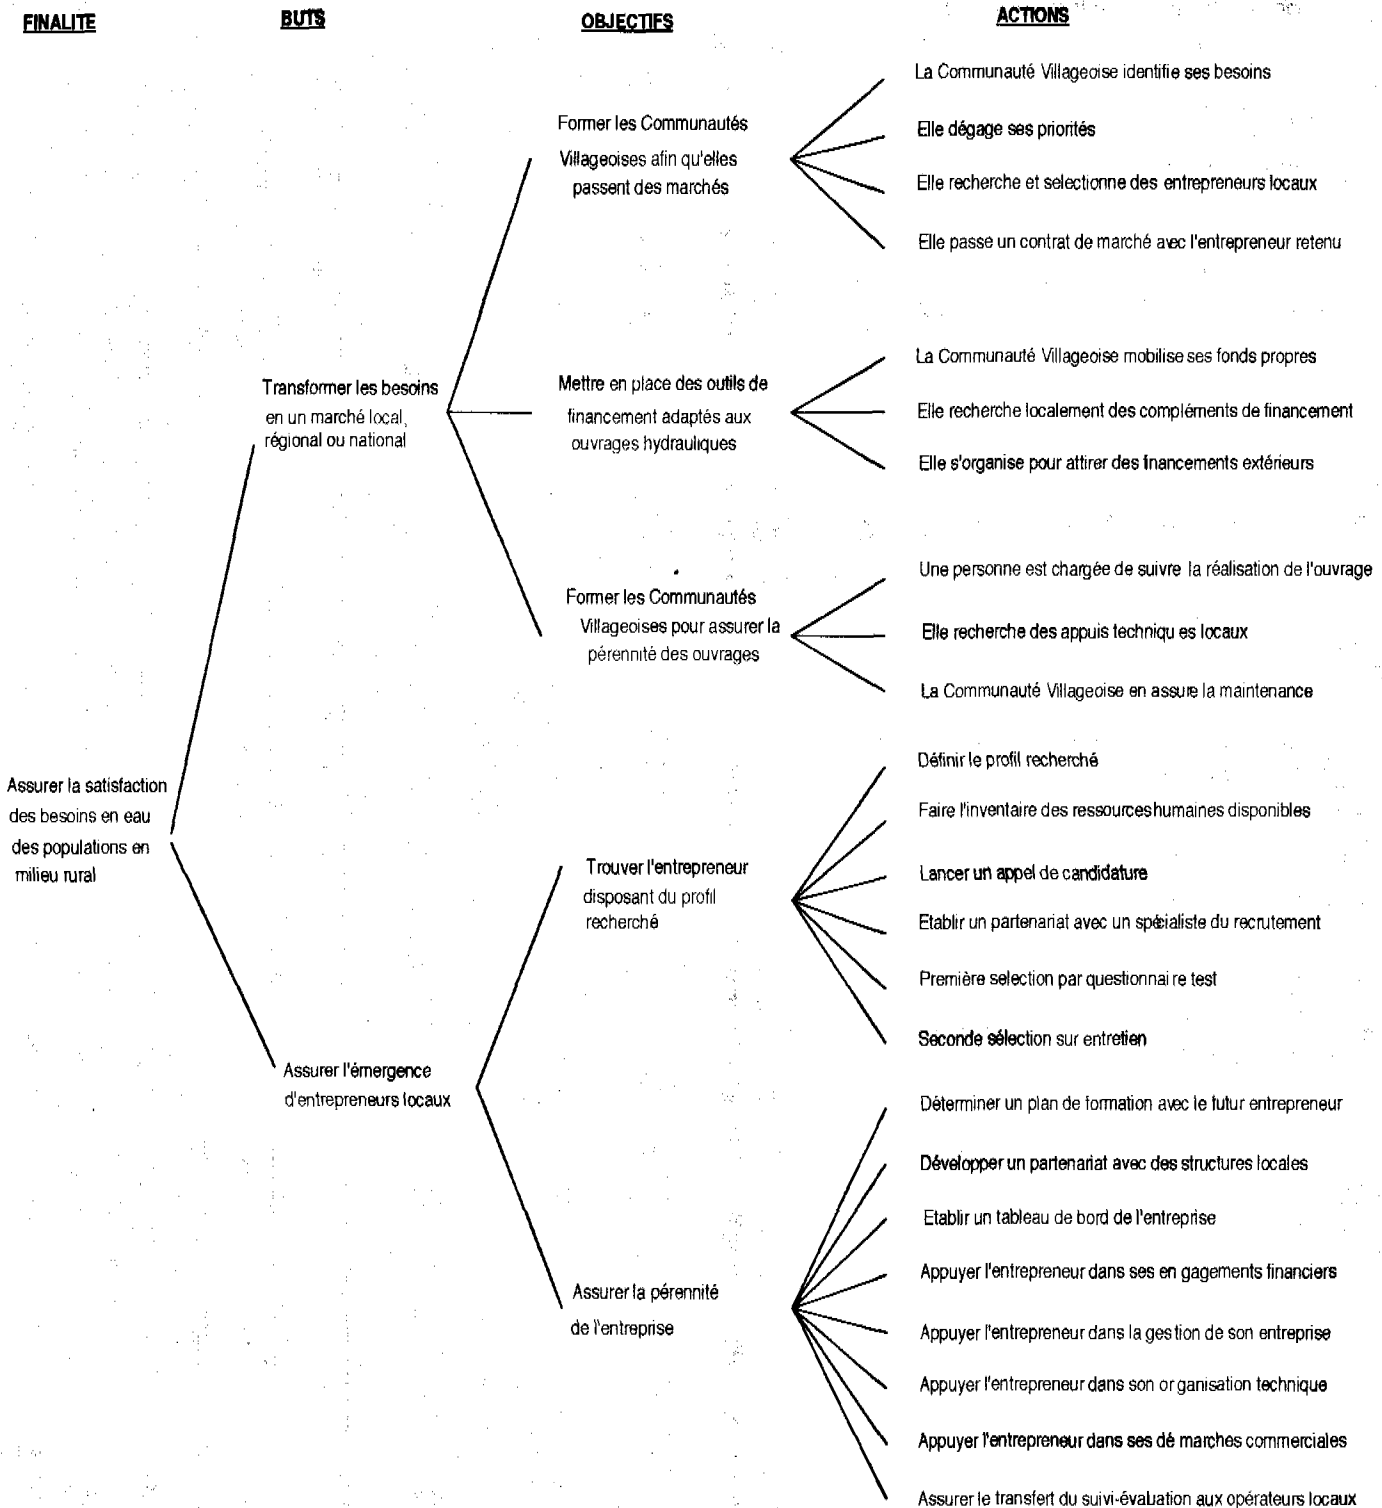 FINALITE
BUTS
OBJECTIFS
ACTIONS
La Communauté Villageoise identifie ses besoins
Former les Communautés
Villageoises afin qu'elles
passent des marchés
Elle dégage ses priorités
Elle recherche et selectionne des entrepreneurs locaux
Elle passe un contrat de marché avec l'entrepreneur retenu
Transformer les besoins
en un marché local,
régional ou national
Mettre en place des outils de
financement adaptés aux
ouvrages hydrauliques
La Communauté Villageoise mobilise ses fonds propres
Elle recherche localement des compléments de financement
Elle s'organise pour attirer des financements extérieurs
Former les Communautés
Villageoises pour assurer la
pérennité des ouvrages
Une personne est chargée de suivre la réalisation de l'ouvrage
Elle recherche des appuis techniqu es locaux
La Communauté Villageoise en assure la maintenance
Assurer la satisfaction
des besoins en eau
des populations en
milieu rural
Trouver l'entrepreneur
disposant du profil
recherché
Définir le profil recherché
Faire l'inventaire des ressources humaines disponibles
Lancer un appel de candidature
Etablir un partenariat avec un spécialiste du recrutement
Première selection par questionnai re test
Seconde sélection sur entretien
Assurer l'émergence
d'entrepreneurs locaux
Assurer la pérennité
de l'entreprise
Déterminer un plan de formation avec le futur entrepreneur
Développer un partenariat avec des structures locales
Etablir un tableau de bord de l'entreprise
Appuyer l'entrepreneur dans ses en gagements financiers
Appuyer l'entrepreneur dans la gestion de son entreprise
Appuyer l'entrepreneur dans son or ganisation technique
Appuyer l'entrepreneur dans ses dé marches commerciales
Assurer le transfert du suivi-évaluation aux opérateurs locaux